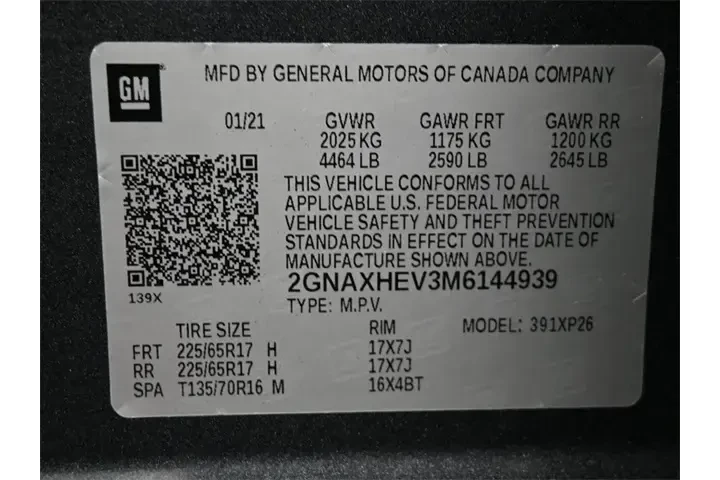 GM
MFD BY GENERAL MOTORS OF CANADA COMPANY
01/21 GVWR GAWR FRT GAWR RR
2025 KG 1175 KG 1200 KG
4464 LB 2590 LB 2645 LB
THIS VEHICLE CONFORMS TO ALL
APPLICABLE U.S. FEDERAL MOTOR
VEHICLE SAFETY AND THEFT PREVENTION
STANDARDS IN EFFECT ON THE DATE OF
MANUFACTURE SHOWN ABOVE.
2GNAXHEV3M6144939
139X
TYPE: M.P.V.
TIRE SIZE RIM MODEL: 391XP26
FRT 225/65R17 H 17X7J
RR 225/65R17 H 17X7J
SPA T135/70R16 M 16X4BT